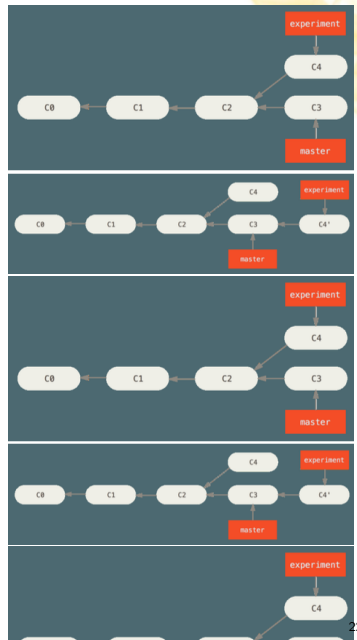 experiment
C4
C0 C1 C2 C3
master
C4 experiment
C0 C1 C2 C3 C4'
master
experiment
C4
C0 C1 C2 C3
master
C4 experiment
C0 C1 C2 C3 C4'
master
experiment
C4